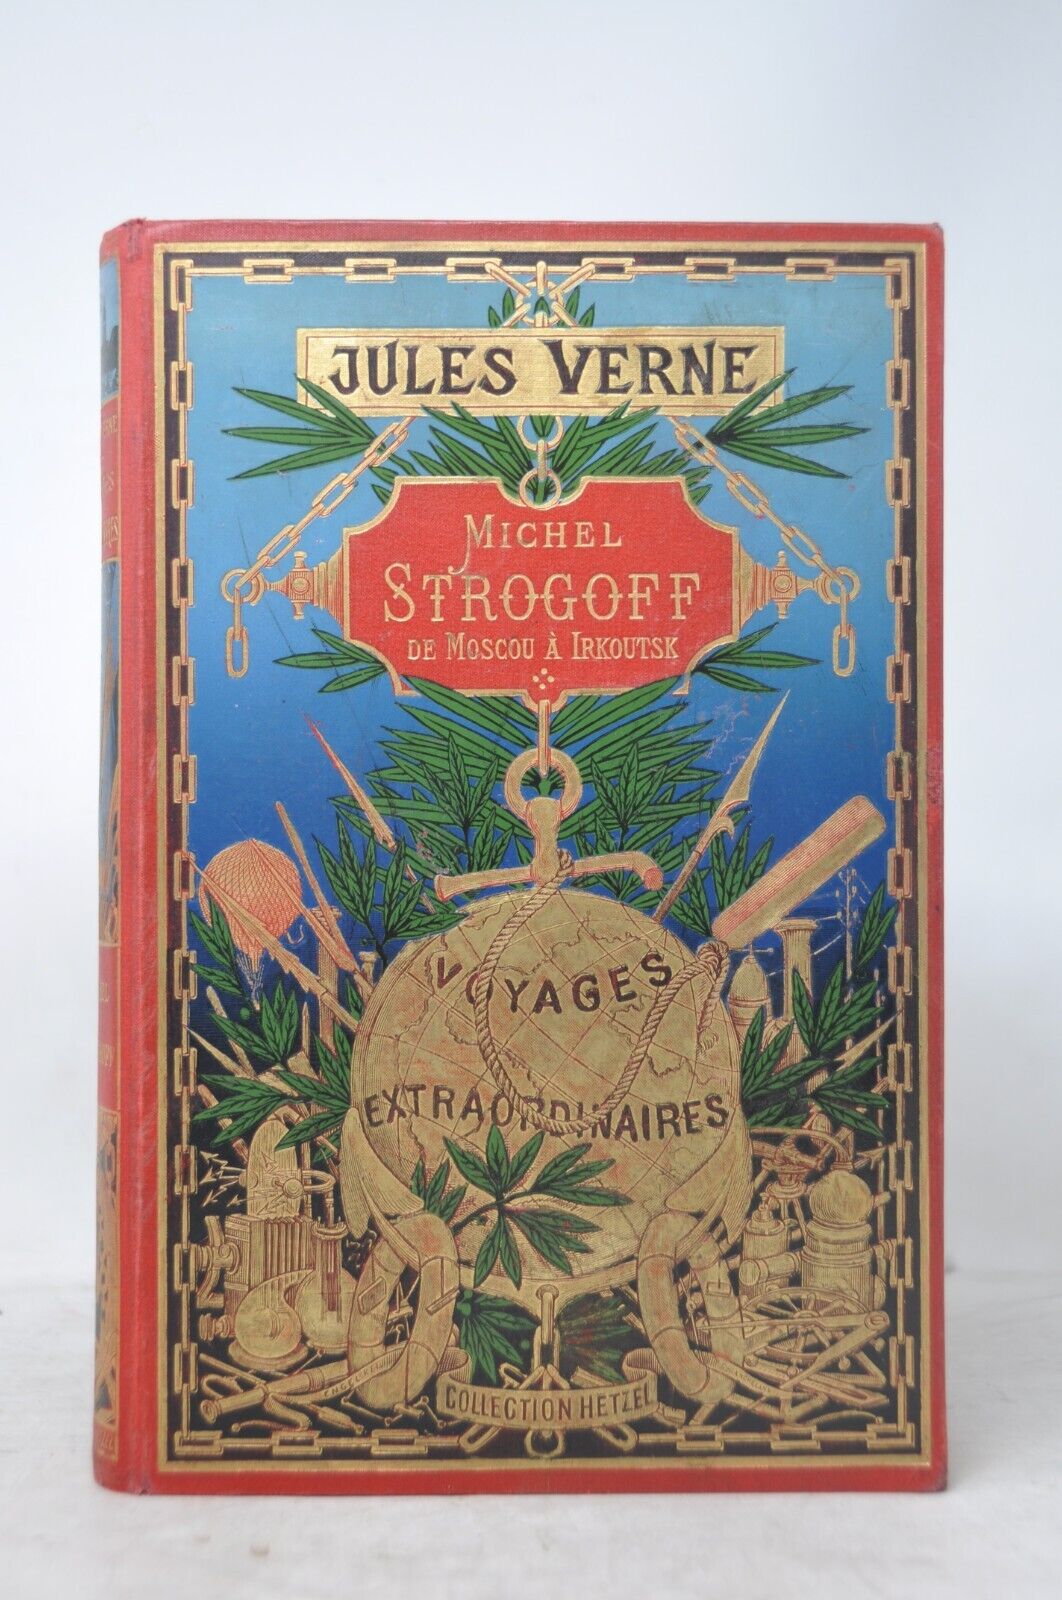 JULES VERNE
MICHEL
STROGOFF
DE MOSCOU À IRKOUTSK
VOYAGES
EXTRAORDINAIRES
COLLECTION HETZEL